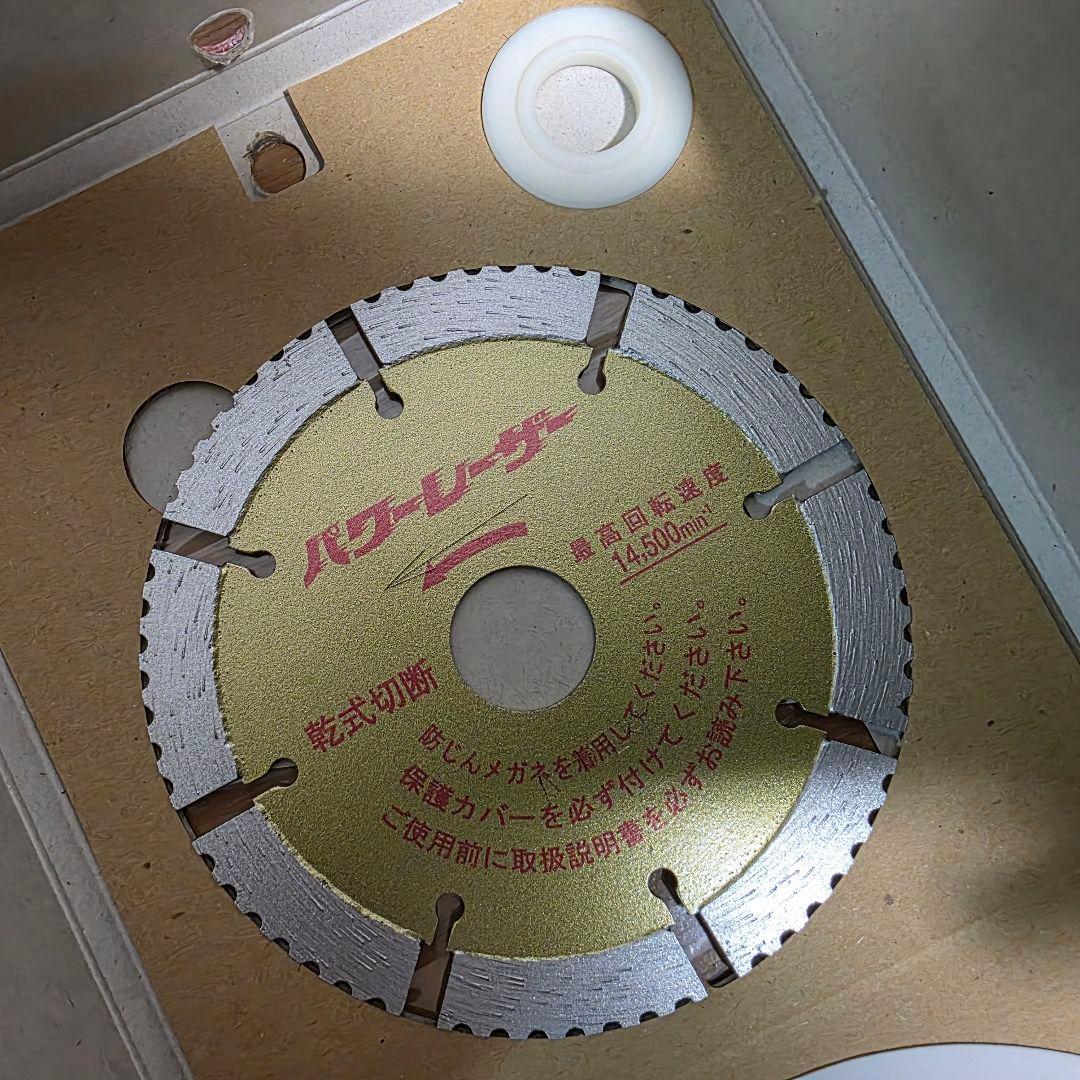 パワーレーザー
最高回転速度
14,500min⁻¹
乾式切断
防じんメガネを着用してください。
保護カバーを必ず付けてください。
ご使用前に取扱説明書を必ずお読み下さい。